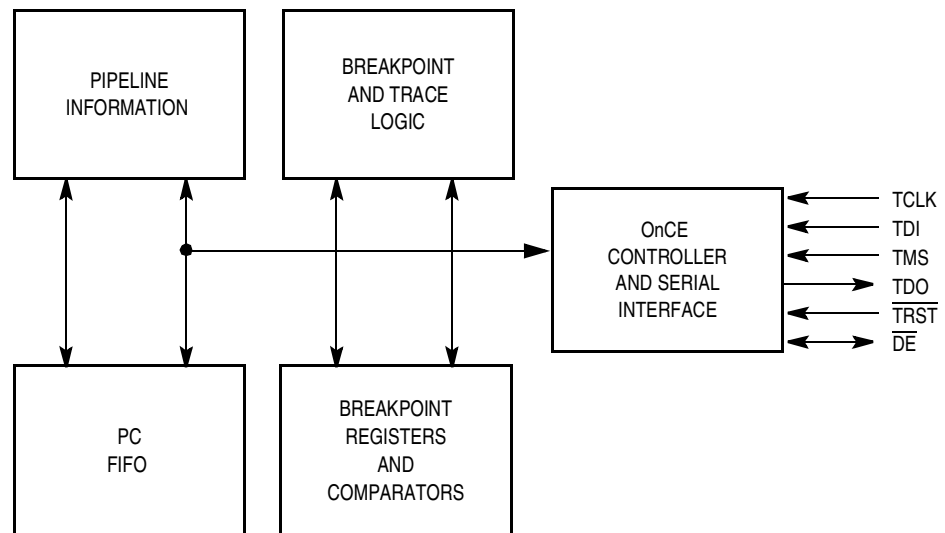 PIPELINE
INFORMATION
BREAKPOINT
AND TRACE
LOGIC
OnCE
CONTROLLER
AND SERIAL
INTERFACE
TCLK
TDI
TMS
TDO
TRST
DE
PC
FIFO
BREAKPOINT
REGISTERS
AND
COMPARATORS